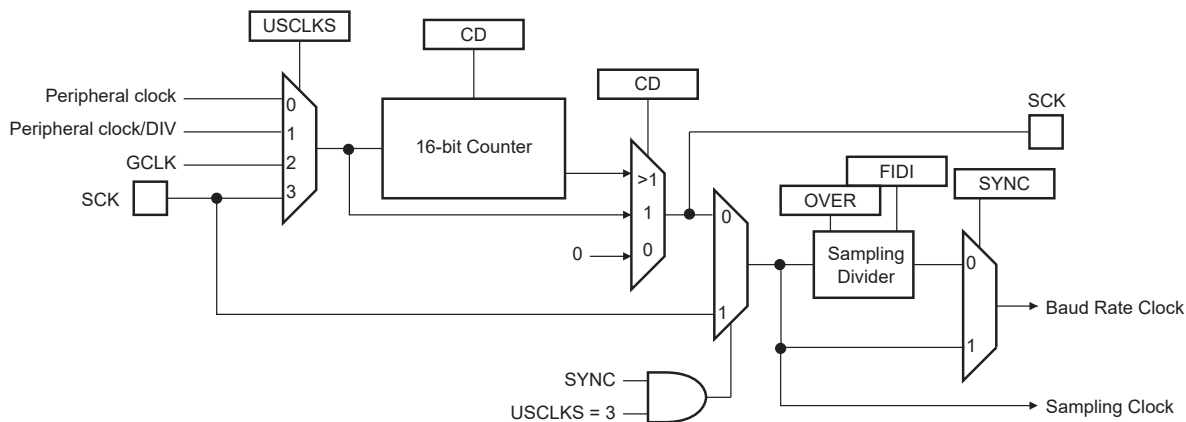 USCLKS
CD
CD
SCK
Peripheral clock
Peripheral clock/DIV
GCLK
SCK
0
1
2
3
16-bit Counter
>1
1
0
0
0
1
FIDI
OVER
SYNC
Sampling
Divider
0
1
Baud Rate Clock
SYNC
USCLKS = 3
Sampling Clock